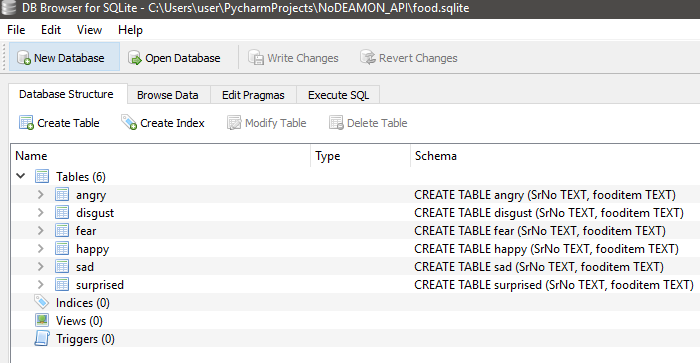 DB Browser for SQLite - C:\Users\user\PycharmProjects\NoDEAMON_API\food.sqlite
File Edit View Help
New Database Open Database Write Changes Revert Changes
Database Structure Browse Data Edit Pragmas Execute SQL
Create Table Create Index Modify Table Delete Table
Name Type Schema
Tables (6)
angry CREATE TABLE angry (SrNo TEXT, fooditem TEXT)
disgust CREATE TABLE disgust (SrNo TEXT, fooditem TEXT)
fear CREATE TABLE fear (SrNo TEXT, fooditem TEXT)
happy CREATE TABLE happy (SrNo TEXT, fooditem TEXT)
sad CREATE TABLE sad (SrNo TEXT, fooditem TEXT)
surprised CREATE TABLE surprised (SrNo TEXT, fooditem TEXT)
Indices (0)
Views (0)
Triggers (0)